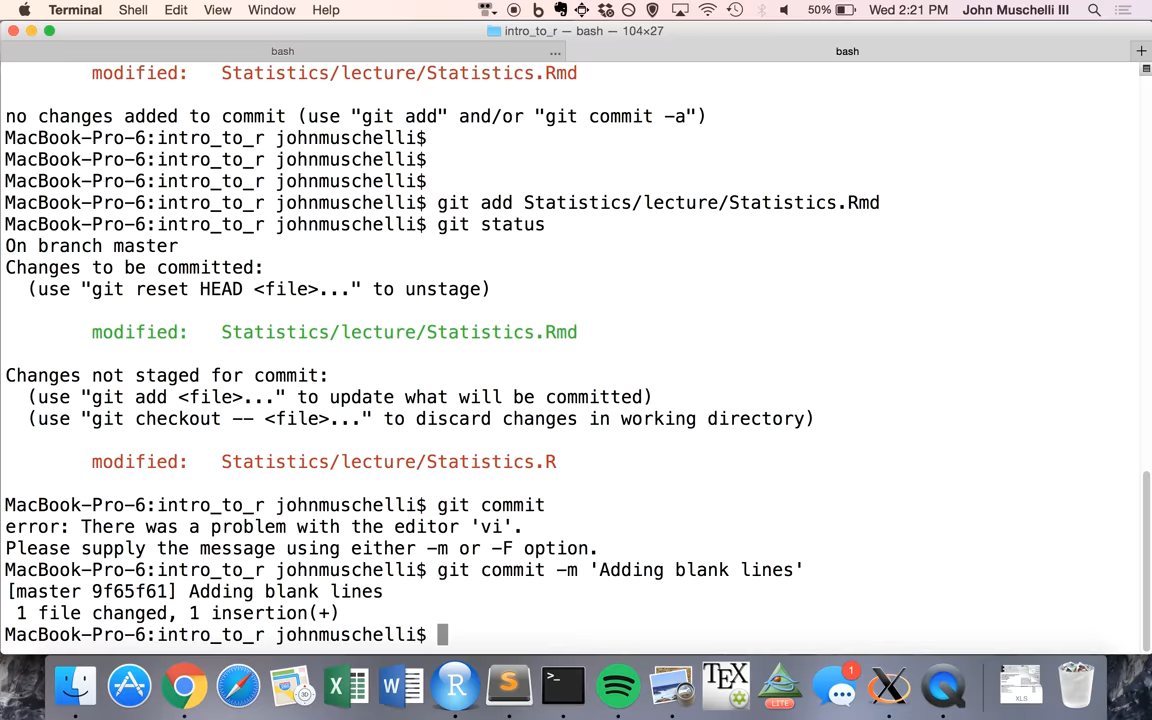 Terminal Shell Edit View Window Help 50% Wed 2:21 PM John Muschelli III
intro_to_r — bash — 104×27
bash ... bash +
modified: Statistics/lecture/Statistics.Rmd
no changes added to commit (use "git add" and/or "git commit -a")
MacBook-Pro-6:intro_to_r johnmuschelli$
MacBook-Pro-6:intro_to_r johnmuschelli$
MacBook-Pro-6:intro_to_r johnmuschelli$
MacBook-Pro-6:intro_to_r johnmuschelli$ git add Statistics/lecture/Statistics.Rmd
MacBook-Pro-6:intro_to_r johnmuschelli$ git status
On branch master
Changes to be committed:
(use "git reset HEAD <file>..." to unstage)
modified: Statistics/lecture/Statistics.Rmd
Changes not staged for commit:
(use "git add <file>..." to update what will be committed)
(use "git checkout -- <file>..." to discard changes in working directory)
modified: Statistics/lecture/Statistics.R
MacBook-Pro-6:intro_to_r johnmuschelli$ git commit
error: There was a problem with the editor 'vi'.
Please supply the message using either -m or -F option.
MacBook-Pro-6:intro_to_r johnmuschelli$ git commit -m 'Adding blank lines'
[master 9f65f61] Adding blank lines
1 file changed, 1 insertion(+)
MacBook-Pro-6:intro_to_r johnmuschelli$
TEX LITE 1 XLS